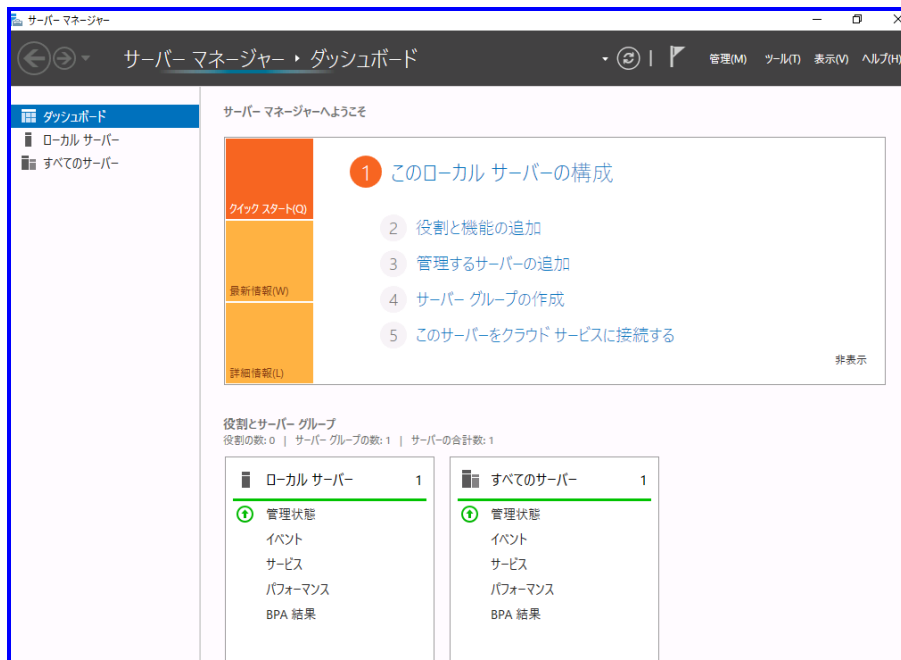 サーバー マネージャー
サーバー マネージャー ・ ダッシュボード
管理(M) ツール(T) 表示(V) ヘルプ(H)
ダッシュボード
ローカル サーバー
すべてのサーバー
サーバー マネージャーへようこそ
クイック スタート(Q)
最新情報(W)
詳細情報(L)
1 このローカル サーバーの構成
2 役割と機能の追加
3 管理するサーバーの追加
4 サーバー グループの作成
5 このサーバーをクラウド サービスに接続する
非表示
役割とサーバー グループ
役割の数: 0 | サーバー グループの数: 1 | サーバーの合計数: 1
ローカル サーバー 1
管理状態
イベント
サービス
パフォーマンス
BPA 結果
すべてのサーバー 1
管理状態
イベント
サービス
パフォーマンス
BPA 結果